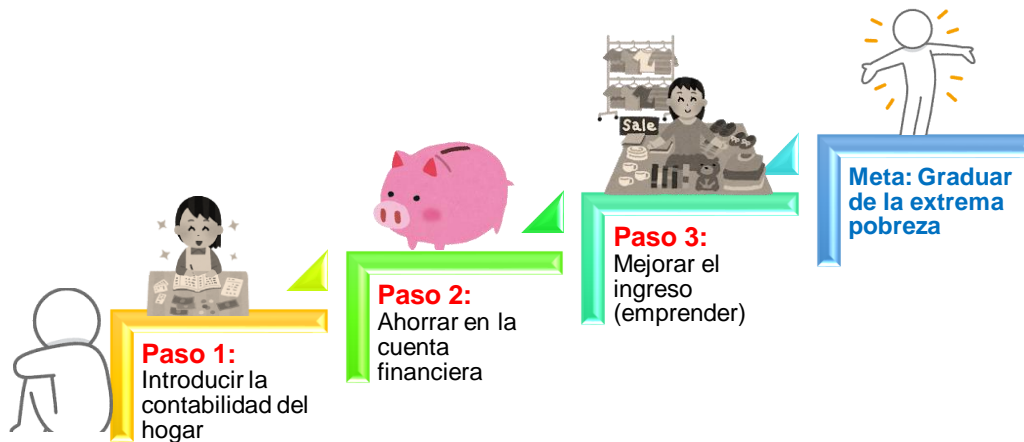 Paso 1:
Introducir la
contabilidad del
hogar
Paso 2:
Ahorrar en la
cuenta
financiera
Sale
Paso 3:
Mejorar el
ingreso
(emprender)
Meta: Graduar
de la extrema
pobreza